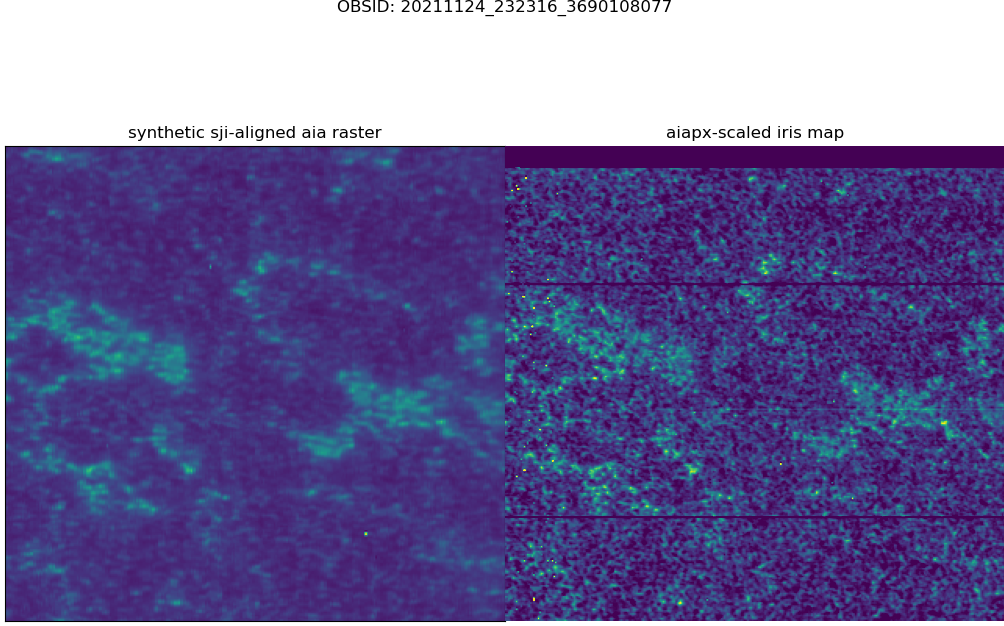 OBSID: 20211124_232316_3690108077
synthetic sji-aligned aia raster
aiapx-scaled iris map